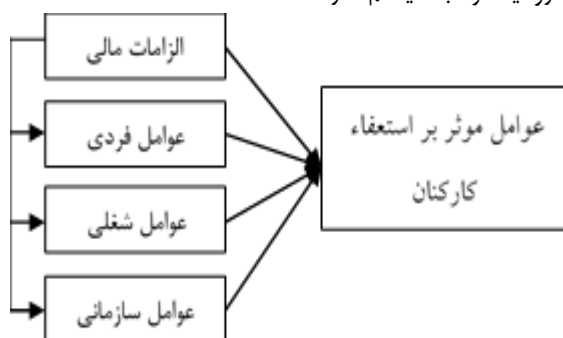 الزامات مالی
عوامل فردی
عوامل شغلی
عوامل سازمانی
عوامل موثر بر استعفاء
کارکنان